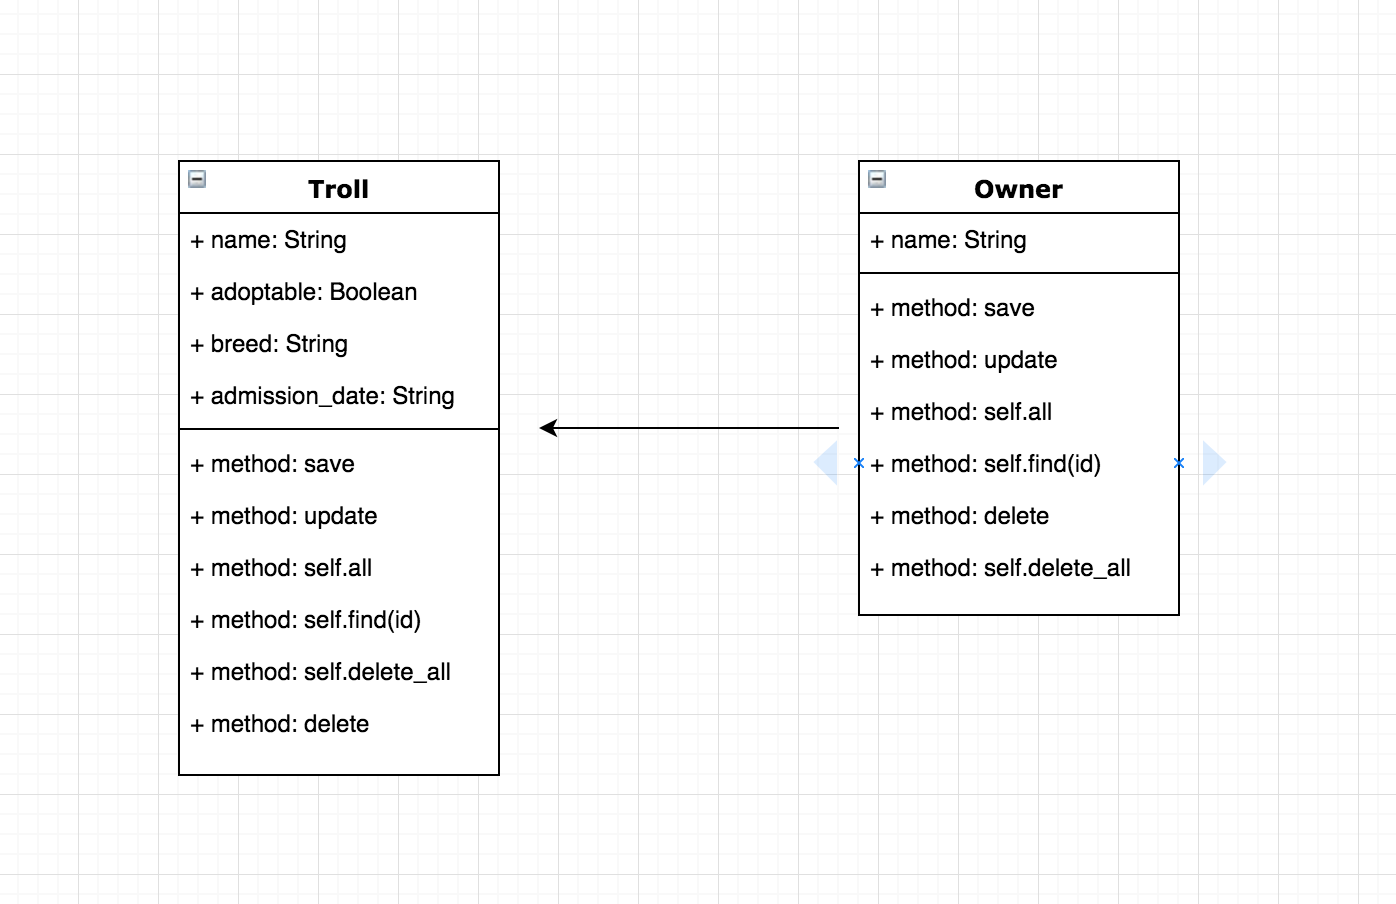 Troll
+ name: String
+ adoptable: Boolean
+ breed: String
+ admission_date: String
+ method: save
+ method: update
+ method: self.all
+ method: self.find(id)
+ method: self.delete_all
+ method: delete
Owner
+ name: String
+ method: save
+ method: update
+ method: self.all
+ method: self.find(id)
+ method: delete
+ method: self.delete_all